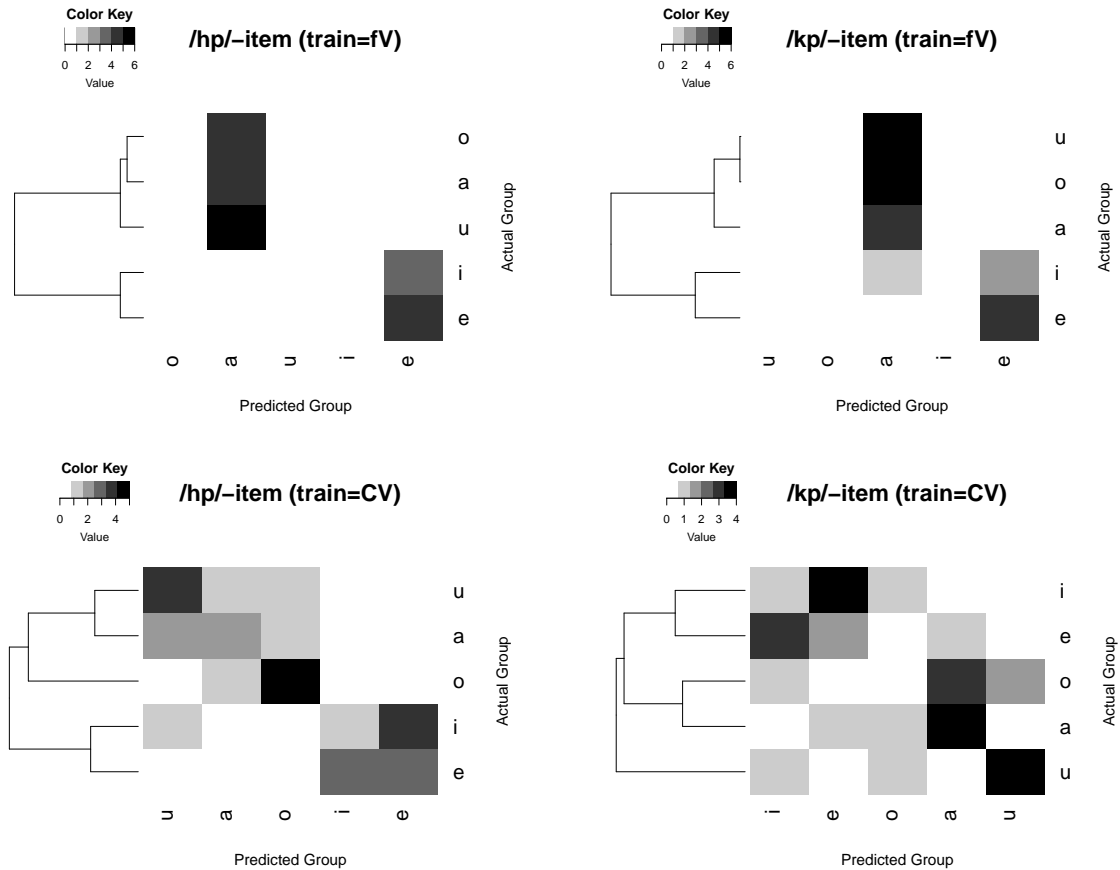 Color Key
0 2 4 6
Value
/hp/−item (train=fV)
o
a
u
i
e
Actual Group
o a u i e
Predicted Group
Color Key
0 2 4 6
Value
/kp/−item (train=fV)
u
o
a
i
e
Actual Group
u o a i e
Predicted Group
Color Key
0 2 4
Value
/hp/−item (train=CV)
u
a
o
i
e
Actual Group
u a o i e
Predicted Group
Color Key
0 1 2 3 4
Value
/kp/−item (train=CV)
i
e
o
a
u
Actual Group
i e o a u
Predicted Group